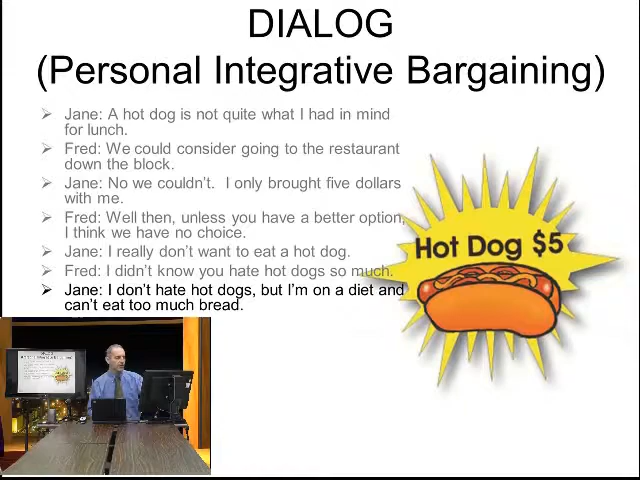 DIALOG
(Personal Integrative Bargaining)
Jane: A hot dog is not quite what I had in mind
for lunch.
Fred: We could consider going to the restaurant
down the block.
Jane: No we couldn't.  I only brought five dollars
with me.
Fred: Well then, unless you have a better option,
I think we have no choice.
Jane: I really don't want to eat a hot dog.
Fred: I didn't know you hate hot dogs so much.
Jane: I don't hate hot dogs, but I'm on a diet and
can't eat too much bread.
Hot Dog $5